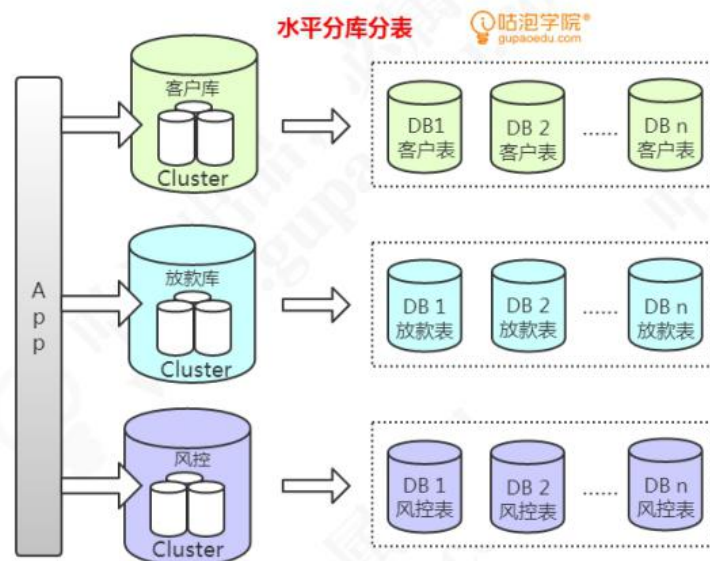 水平分库分表
咕泡学院®
gupaoedu.com
App
客户库
Cluster
DB1
客户表
DB 2
客户表
......
DB n
客户表
放款库
Cluster
DB 1
放款表
DB 2
放款表
......
DB n
放款表
风控
Cluster
DB 1
风控表
DB 2
风控表
......
DB n
风控表